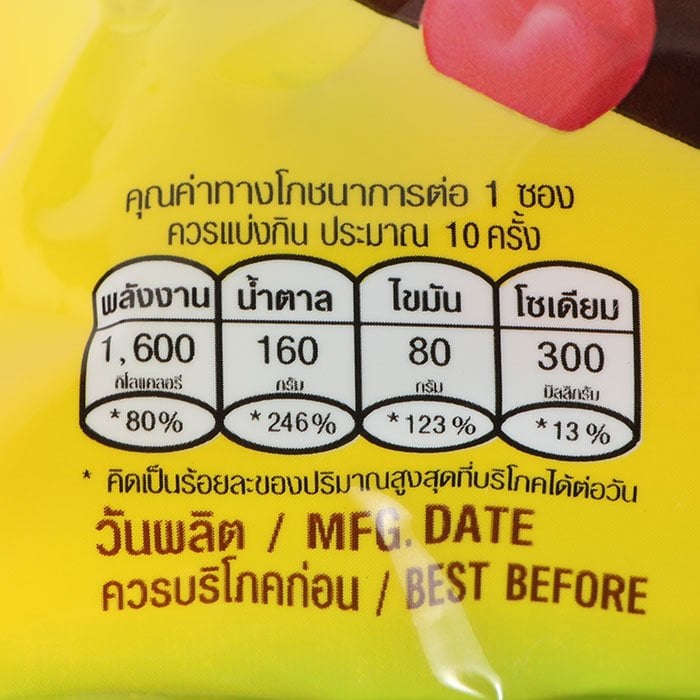 คุณค่าทางโภชนาการต่อ 1 ซอง
ควรแบ่งกิน ประมาณ 10 ครั้ง
พลังงาน น้ำตาล ไขมัน โซเดียม
1,600 160 80 300
กิโลแคลอรี กรัม กรัม มิลลิกรัม
*80% *246% *123% *13%
* คิดเป็นร้อยละของปริมาณสูงสุดที่บริโภคได้ต่อวัน
วันผลิต / MFG. DATE
ควรบริโภคก่อน / BEST BEFORE